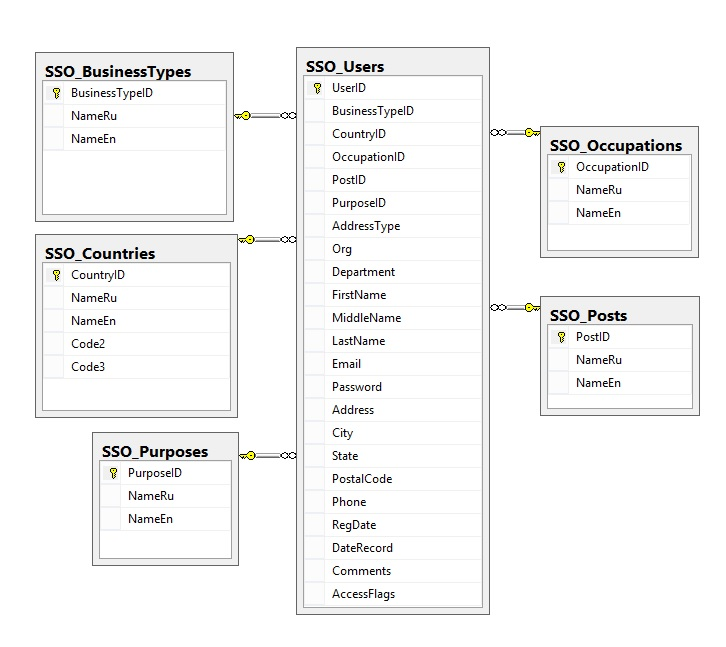 SSO_BusinessTypes
BusinessTypeID
NameRu
NameEn
SSO_Countries
CountryID
NameRu
NameEn
Code2
Code3
SSO_Purposes
PurposeID
NameRu
NameEn
SSO_Users
UserID
BusinessTypeID
CountryID
OccupationID
PostID
PurposeID
AddressType
Org
Department
FirstName
MiddleName
LastName
Email
Password
Address
City
State
PostalCode
Phone
RegDate
DateRecord
Comments
AccessFlags
SSO_Occupations
OccupationID
NameRu
NameEn
SSO_Posts
PostID
NameRu
NameEn